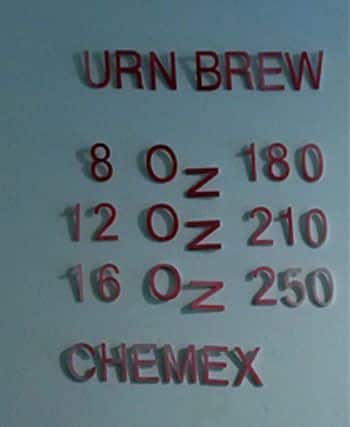 URN BREW
8 Oz 180
12 Oz 210
16 Oz 250
CHEMEX